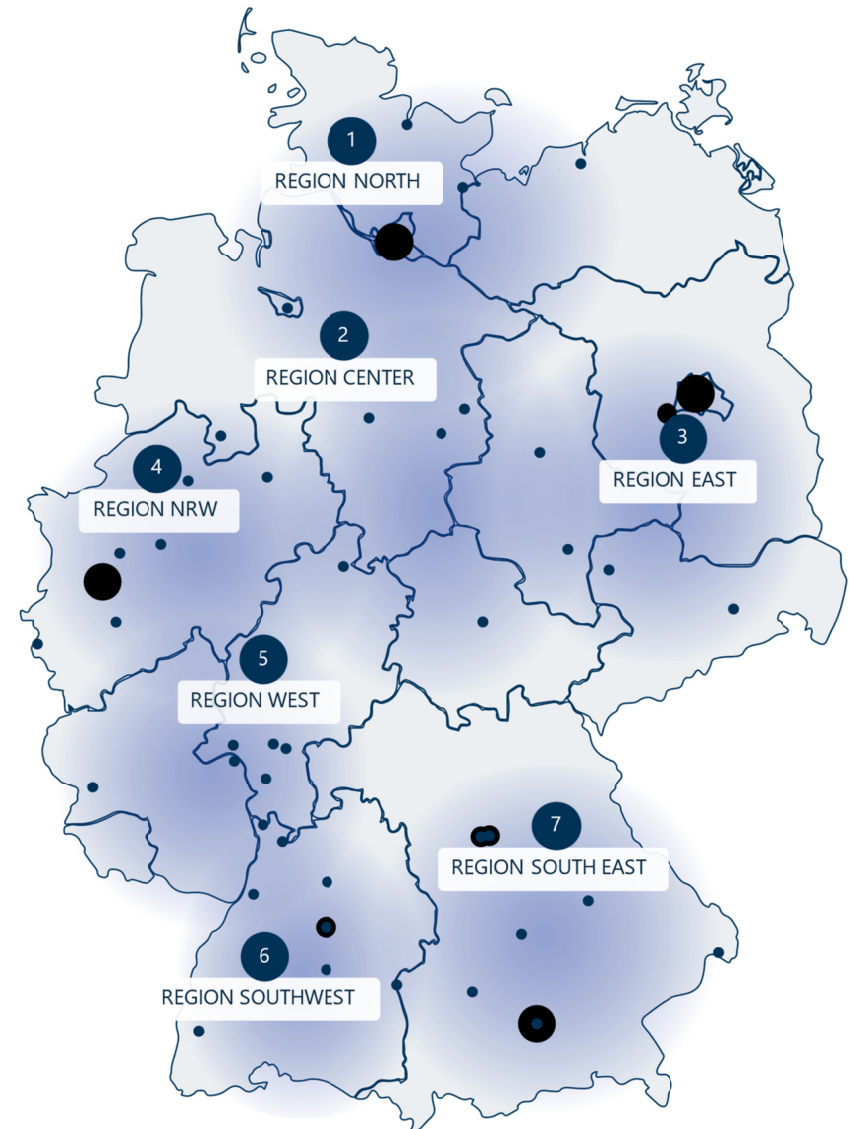 1
REGION NORTH
2
REGION CENTER
3
REGION EAST
4
REGION NRW
5
REGION WEST
6
REGION SOUTHWEST
7
REGION SOUTH EAST